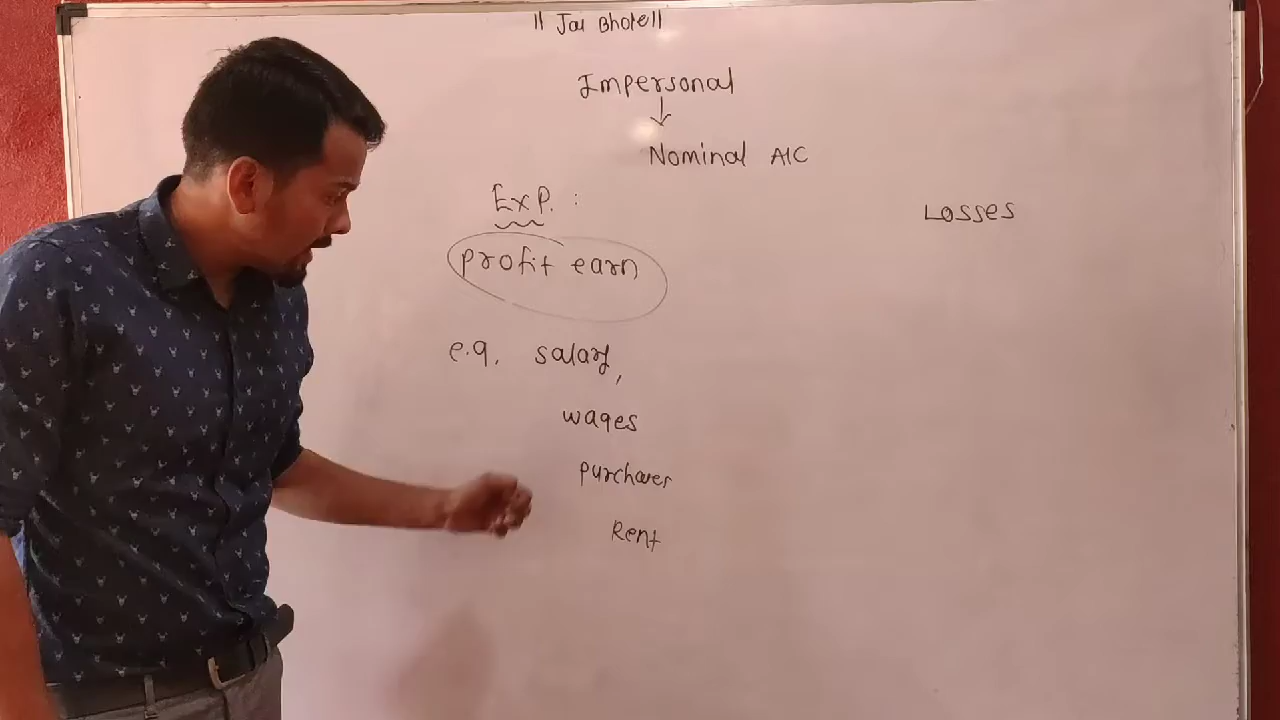 || Jai Bhole ||
Impersonal
↓
Nominal A/C
Exp. :
Losses
profit earn
e.g. salary,
wages
purchases
Rent